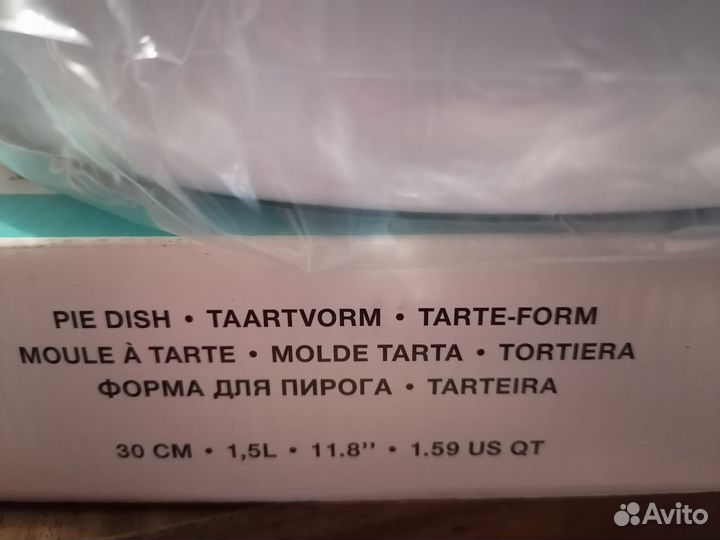 PIE DISH • TAARTVORM • TARTE-FORM
MOULE À TARTE • MOLDE TARTA • TORTIERA
ФОРМА ДЛЯ ПИРОГА • TARTEIRA
30 CM • 1,5L • 11.8’’ • 1.59 US QT
Avito